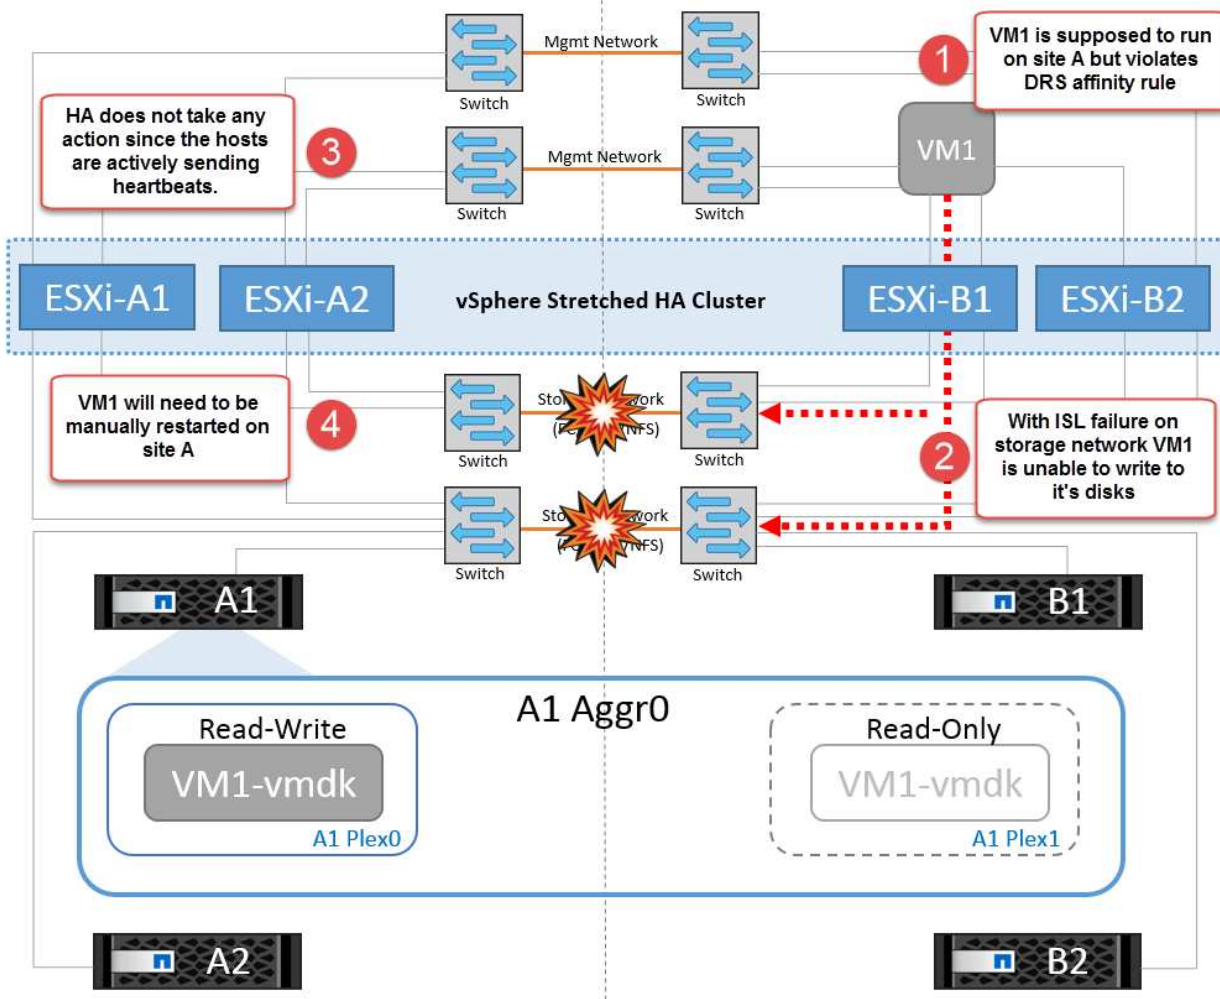 Mgmt Network
Switch
Switch
1
VM1 is supposed to run
on site A but violates
DRS affinity rule
HA does not take any
action since the hosts
are actively sending
heartbeats.
3
Mgmt Network
Switch
Switch
VM1
ESXi-A1
ESXi-A2
vSphere Stretched HA Cluster
ESXi-B1
ESXi-B2
VM1 will need to be
manually restarted on
site A
4
Switch
Switch
2
With ISL failure on
storage network VM1
is unable to write to
it's disks
Switch
Switch
A1
B1
A1 Aggr0
Read-Write
VM1-vmdk
A1 Plex0
Read-Only
VM1-vmdk
A1 Plex1
A2
B2